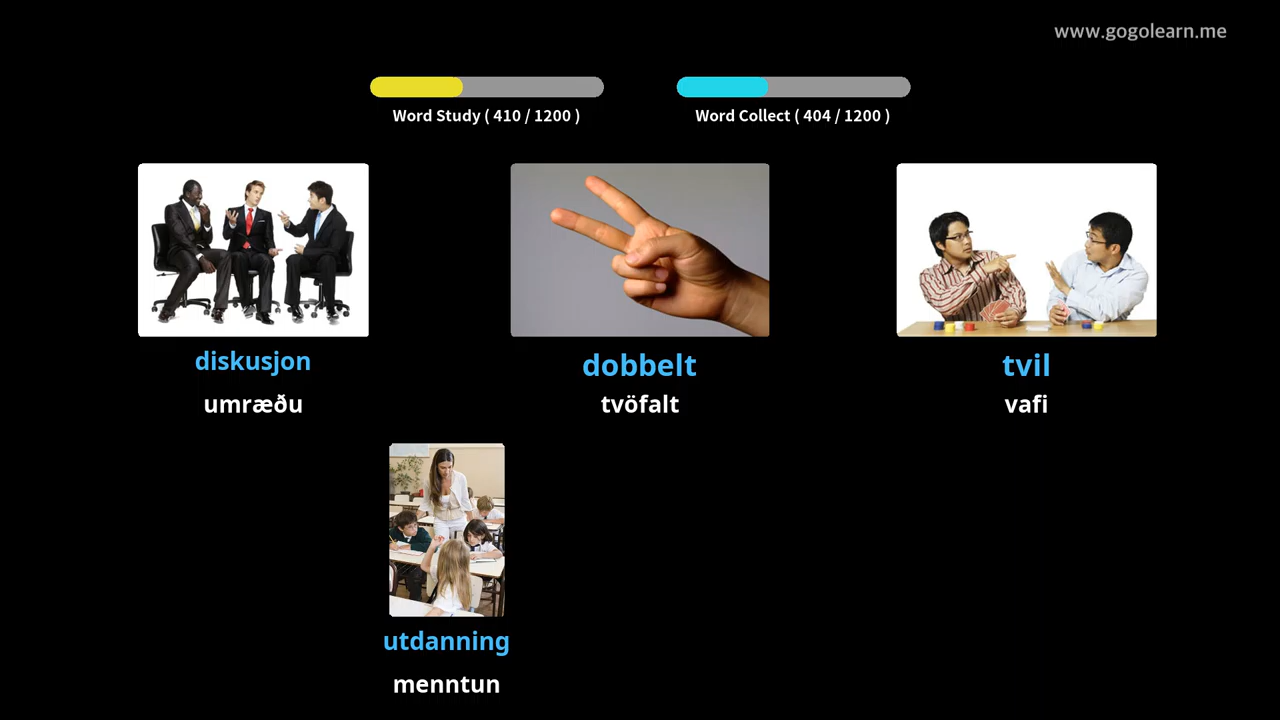 www.gogolearn.me
Word Study ( 410 / 1200 )
Word Collect ( 404 / 1200 )
diskusjon
umræðu
dobbelt
tvöfalt
tvil
vafi
utdanning
menntun